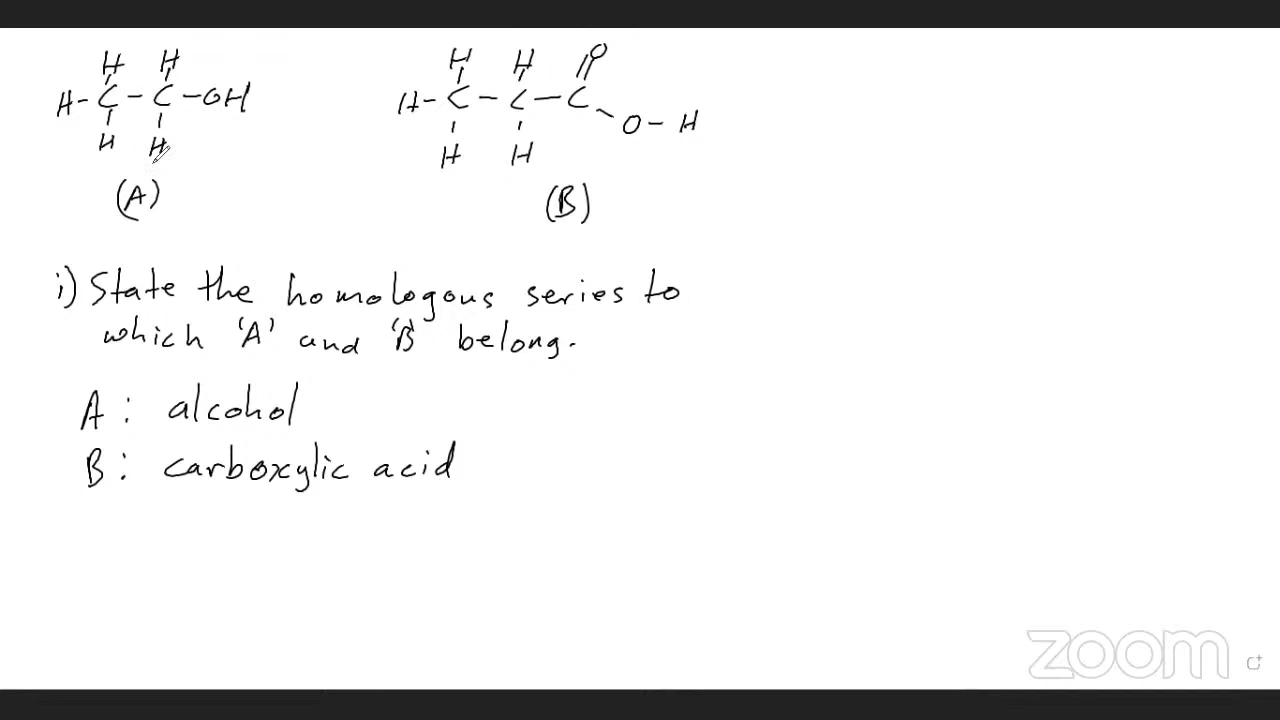 H H H H O
H - C - C - OH H - C - C - C
O - H
H H H H
(A) (B)
i) State the homologous series to
which 'A' and 'B' belong.
A : alcohol
B : carboxylic acid
zoom